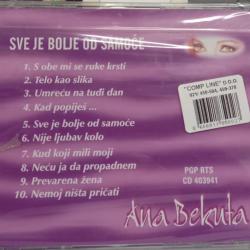 SVE JE BOLJE OD SAMOĆE
1. S obe mi se ruke krsti
2. Telo kao slika
3. Umreću na tuđi dan
4. Kad popiješ ...
5. Sve je bolje od samoće
6. Nije ljubav kolo
7. Kud koji mili moji
8. Neću ja da propadnem
9. Prevarena žena
10. Nemoj ništa pričati
"COMP LINE" D.O.O.
PGP RTS
CD 403941
Ana Bekuta